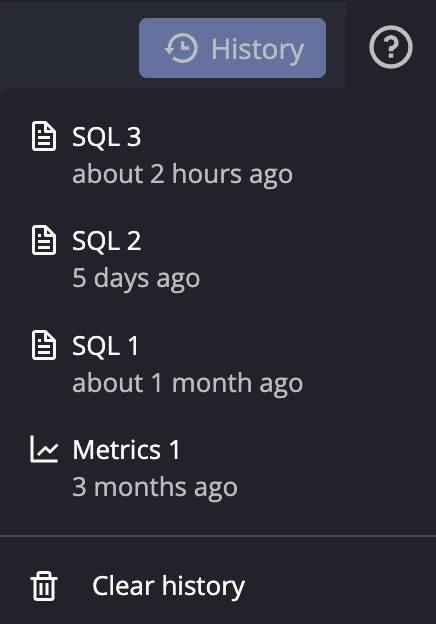 History
SQL 3
about 2 hours ago
SQL 2
5 days ago
SQL 1
about 1 month ago
Metrics 1
3 months ago
Clear history